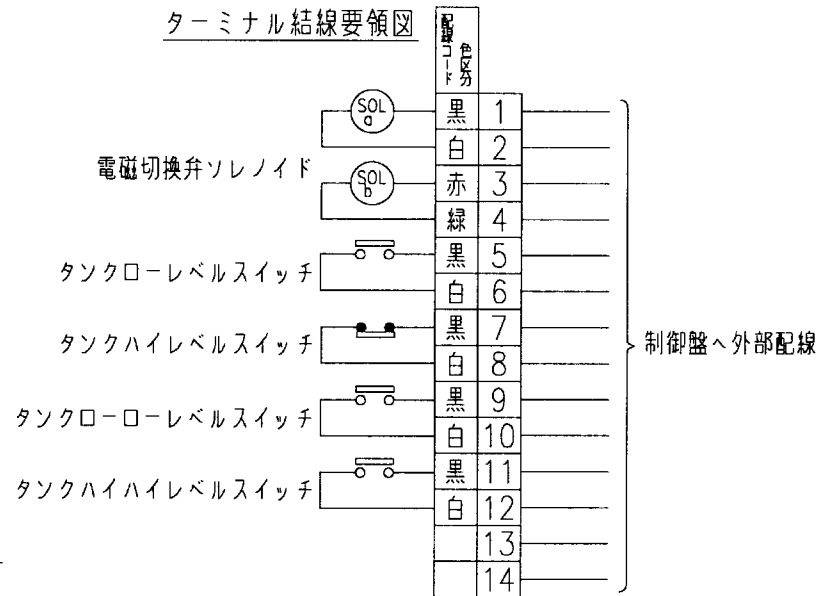 ターミナル結線要領図
配線コード
色区分
SOL
a
黒 1
白 2
電磁切換弁ソレノイド
SOL
b
赤 3
緑 4
タンクローレベルスイッチ
黒 5
白 6
タンクハイレベルスイッチ
黒 7
白 8
タンクローローレベルスイッチ
黒 9
白 10
タンクハイハイレベルスイッチ
黒 11
白 12
13
14
制御盤へ外部配線